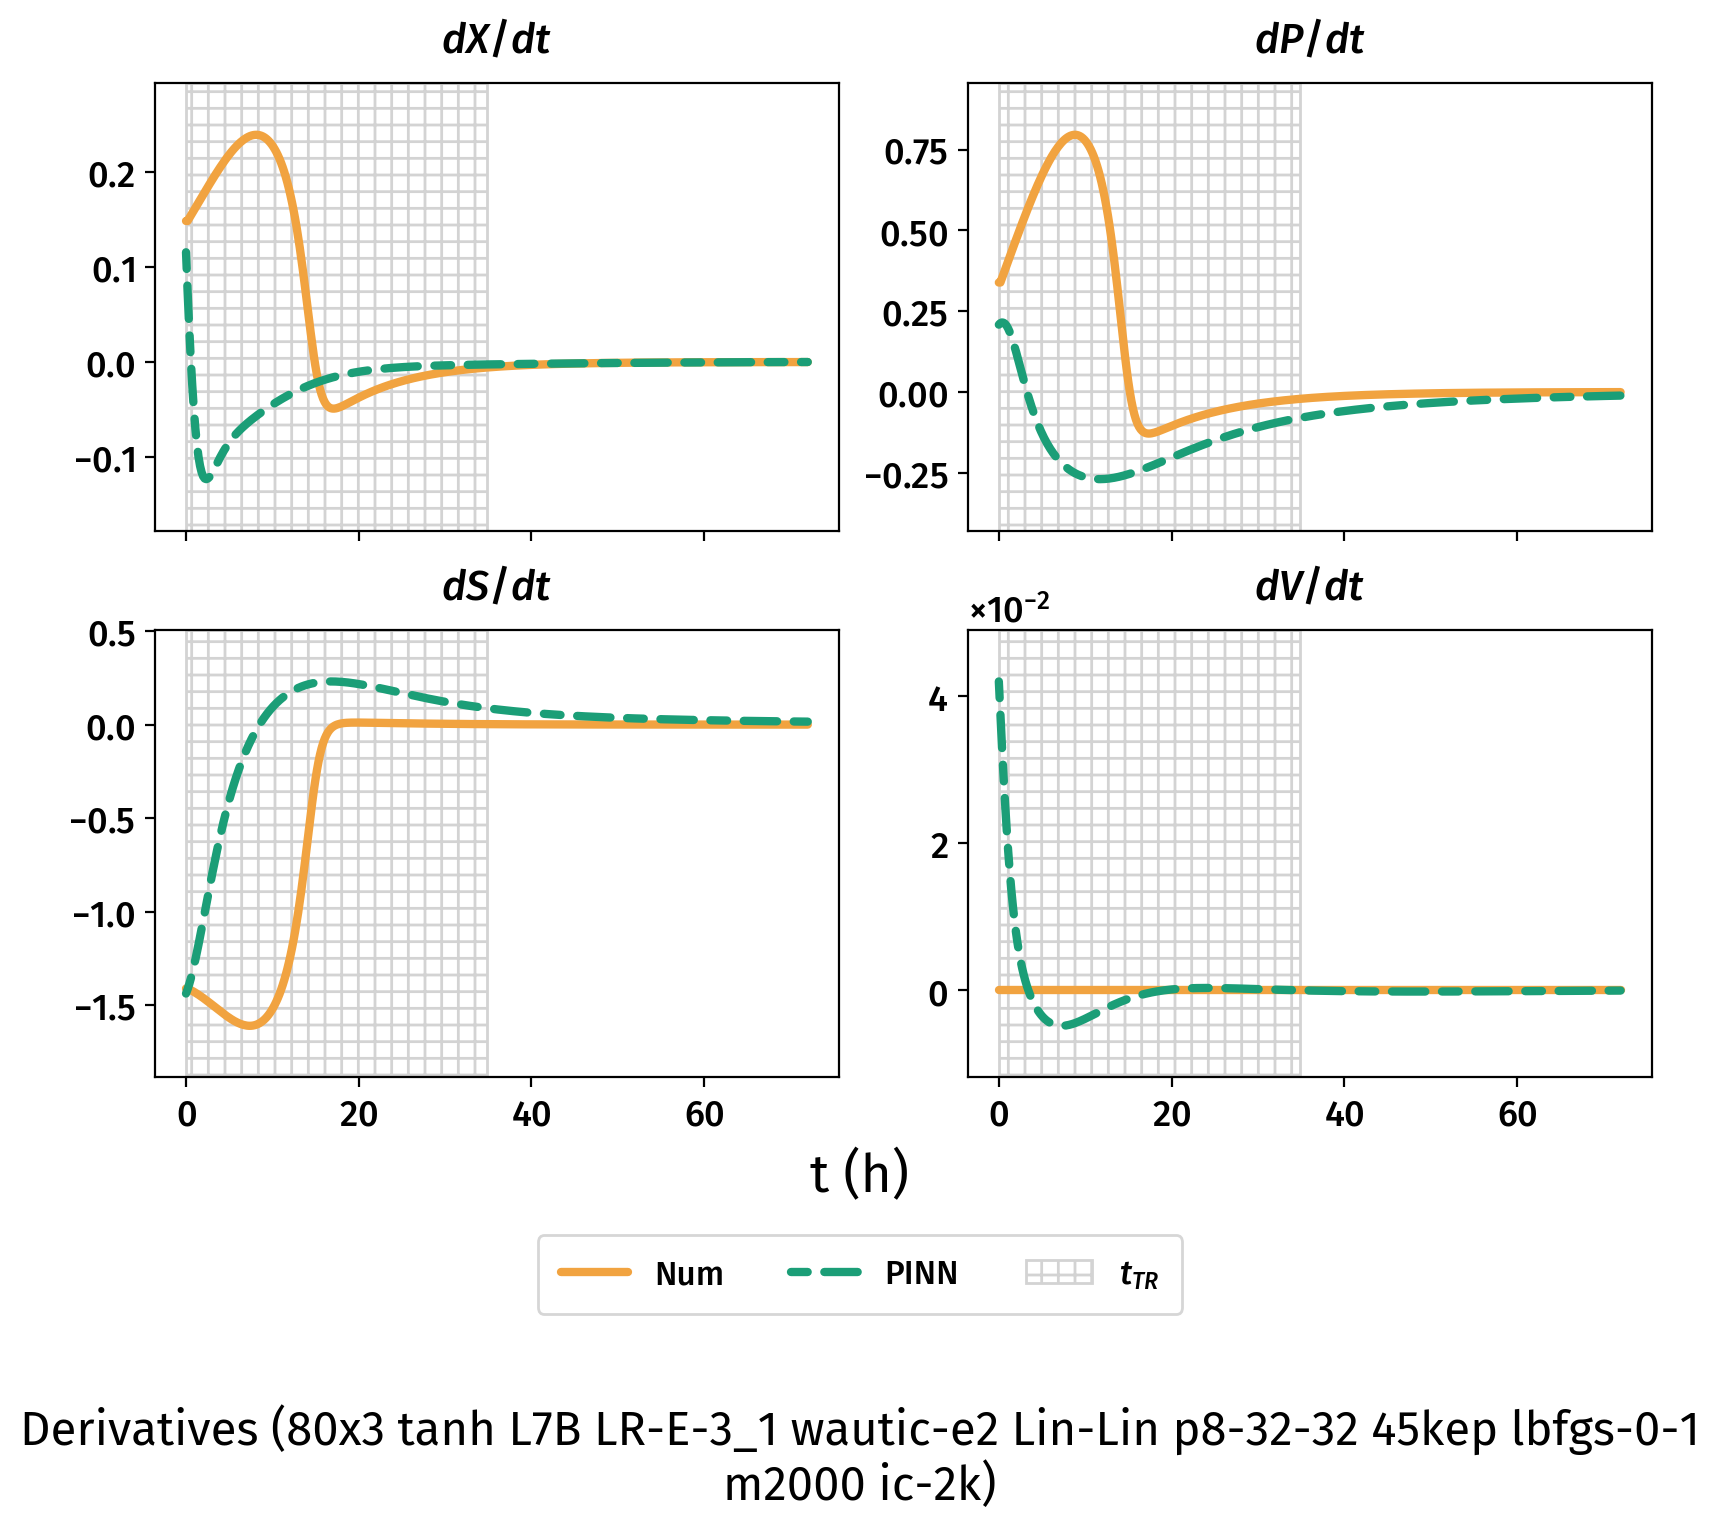 dX/dt
dP/dt
0.2
0.1
0.0
−0.1
0.75
0.50
0.25
0.00
−0.25
dS/dt
dV/dt
×10⁻²
0.5
0.0
−0.5
−1.0
−1.5
4
2
0
0 20 40 60
0 20 40 60
t (h)
Num PINN t_TR
Derivatives (80x3 tanh L7B LR-E-3_1 wautic-e2 Lin-Lin p8-32-32 45kep lbfgs-0-1
m2000 ic-2k)